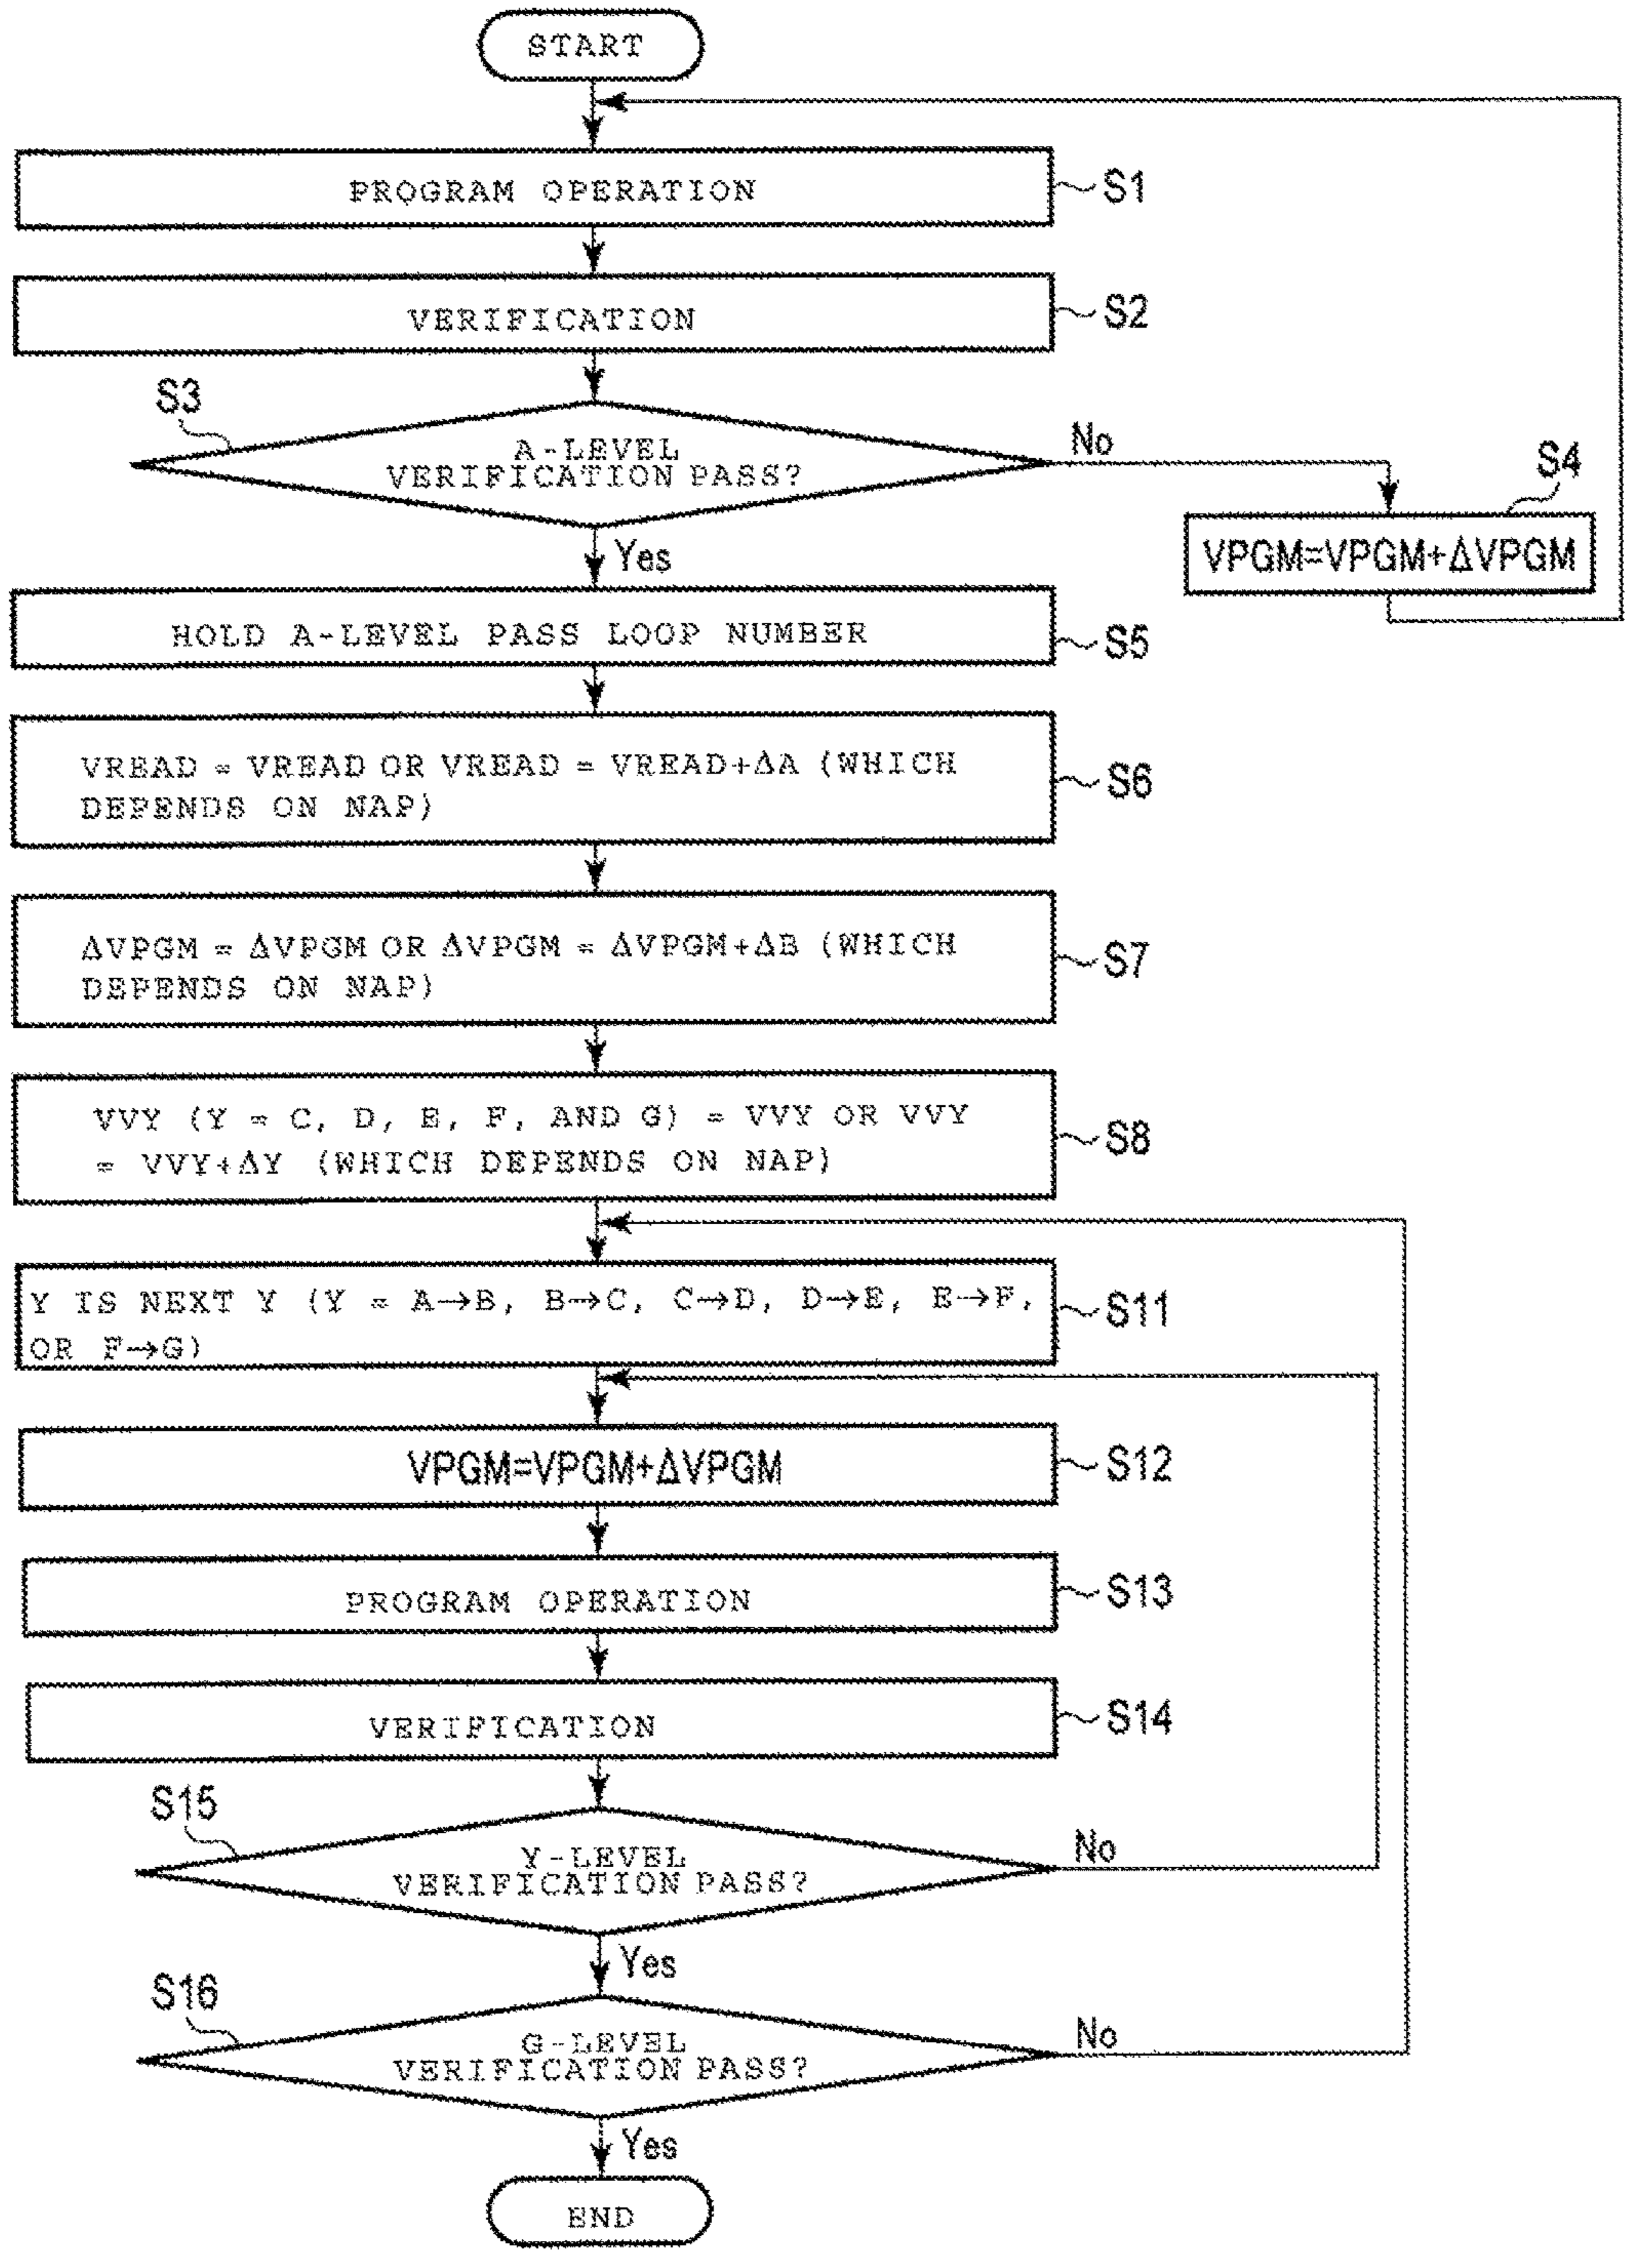 START
PROGRAM OPERATION
S1
VERIFICATION
S2
S3
A-LEVEL
VERIFICATION PASS?
No
S4
VPGM=VPGM+ΔVPGM
Yes
HOLD A-LEVEL PASS LOOP NUMBER
S5
VREAD = VREAD OR VREAD = VREAD+ΔA (WHICH
DEPENDS ON NAP)
S6
ΔVPGM = ΔVPGM OR ΔVPGM = ΔVPGM+ΔB (WHICH
DEPENDS ON NAP)
S7
VVY (Y = C, D, E, F, AND G) = VVY OR VVY
= VVY+ΔY (WHICH DEPENDS ON NAP)
S8
Y IS NEXT Y (Y = A→B, B→C, C→D, D→E, E→F,
OR F→G)
S11
VPGM=VPGM+ΔVPGM
S12
PROGRAM OPERATION
S13
VERIFICATION
S14
S15
Y-LEVEL
VERIFICATION PASS?
No
Yes
S16
G-LEVEL
VERIFICATION PASS?
No
Yes
END